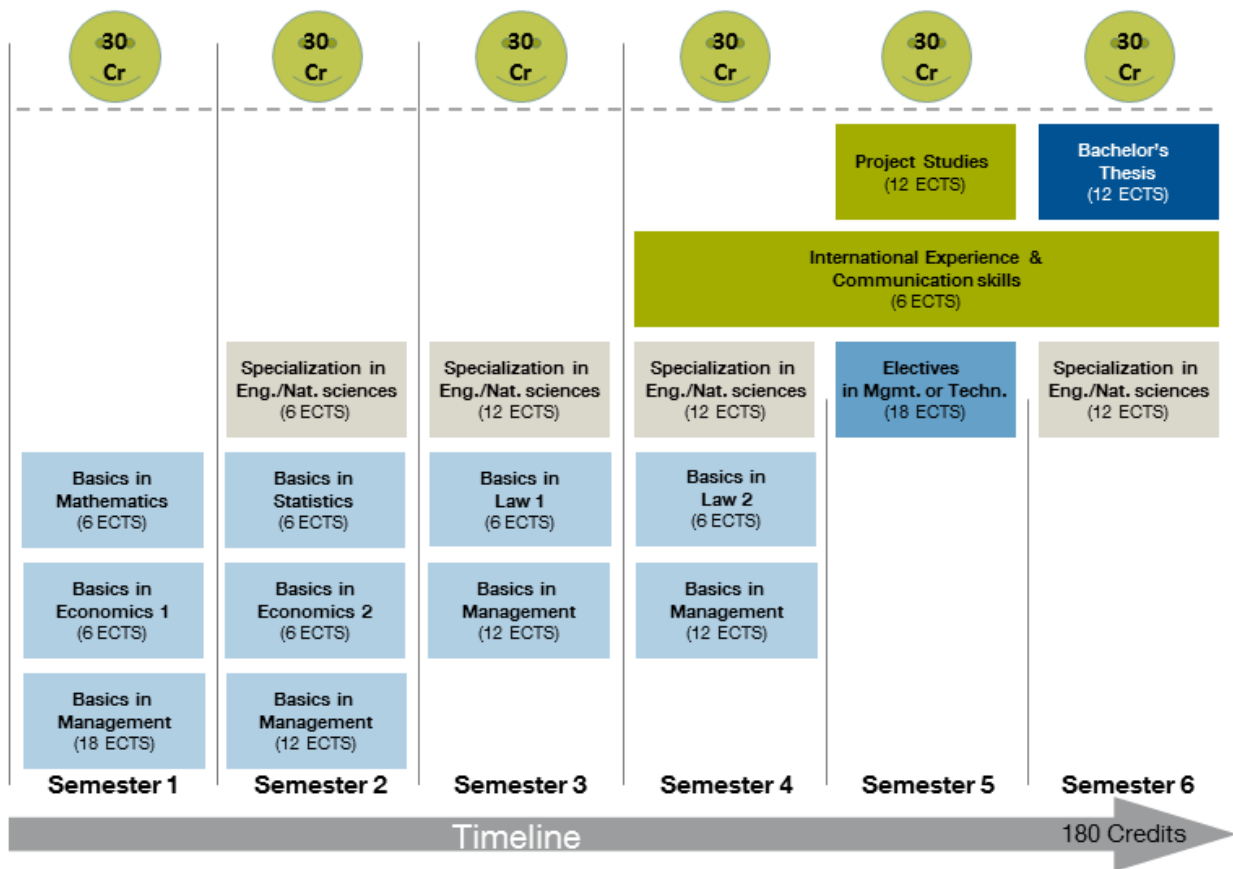 30
Cr
30
Cr
30
Cr
30
Cr
30
Cr
30
Cr
Project Studies
(12 ECTS)
Bachelor's
Thesis
(12 ECTS)
International Experience &
Communication skills
(6 ECTS)
Specialization in
Eng./Nat. sciences
(6 ECTS)
Specialization in
Eng./Nat. sciences
(12 ECTS)
Specialization in
Eng./Nat. sciences
(12 ECTS)
Electives
in Mgmt. or Techn.
(18 ECTS)
Specialization in
Eng./Nat. sciences
(12 ECTS)
Basics in
Mathematics
(6 ECTS)
Basics in
Statistics
(6 ECTS)
Basics in
Law 1
(6 ECTS)
Basics in
Law 2
(6 ECTS)
Basics in
Economics 1
(6 ECTS)
Basics in
Economics 2
(6 ECTS)
Basics in
Management
(12 ECTS)
Basics in
Management
(12 ECTS)
Basics in
Management
(18 ECTS)
Basics in
Management
(12 ECTS)
Semester 1
Semester 2
Semester 3
Semester 4
Semester 5
Semester 6
Timeline
180 Credits